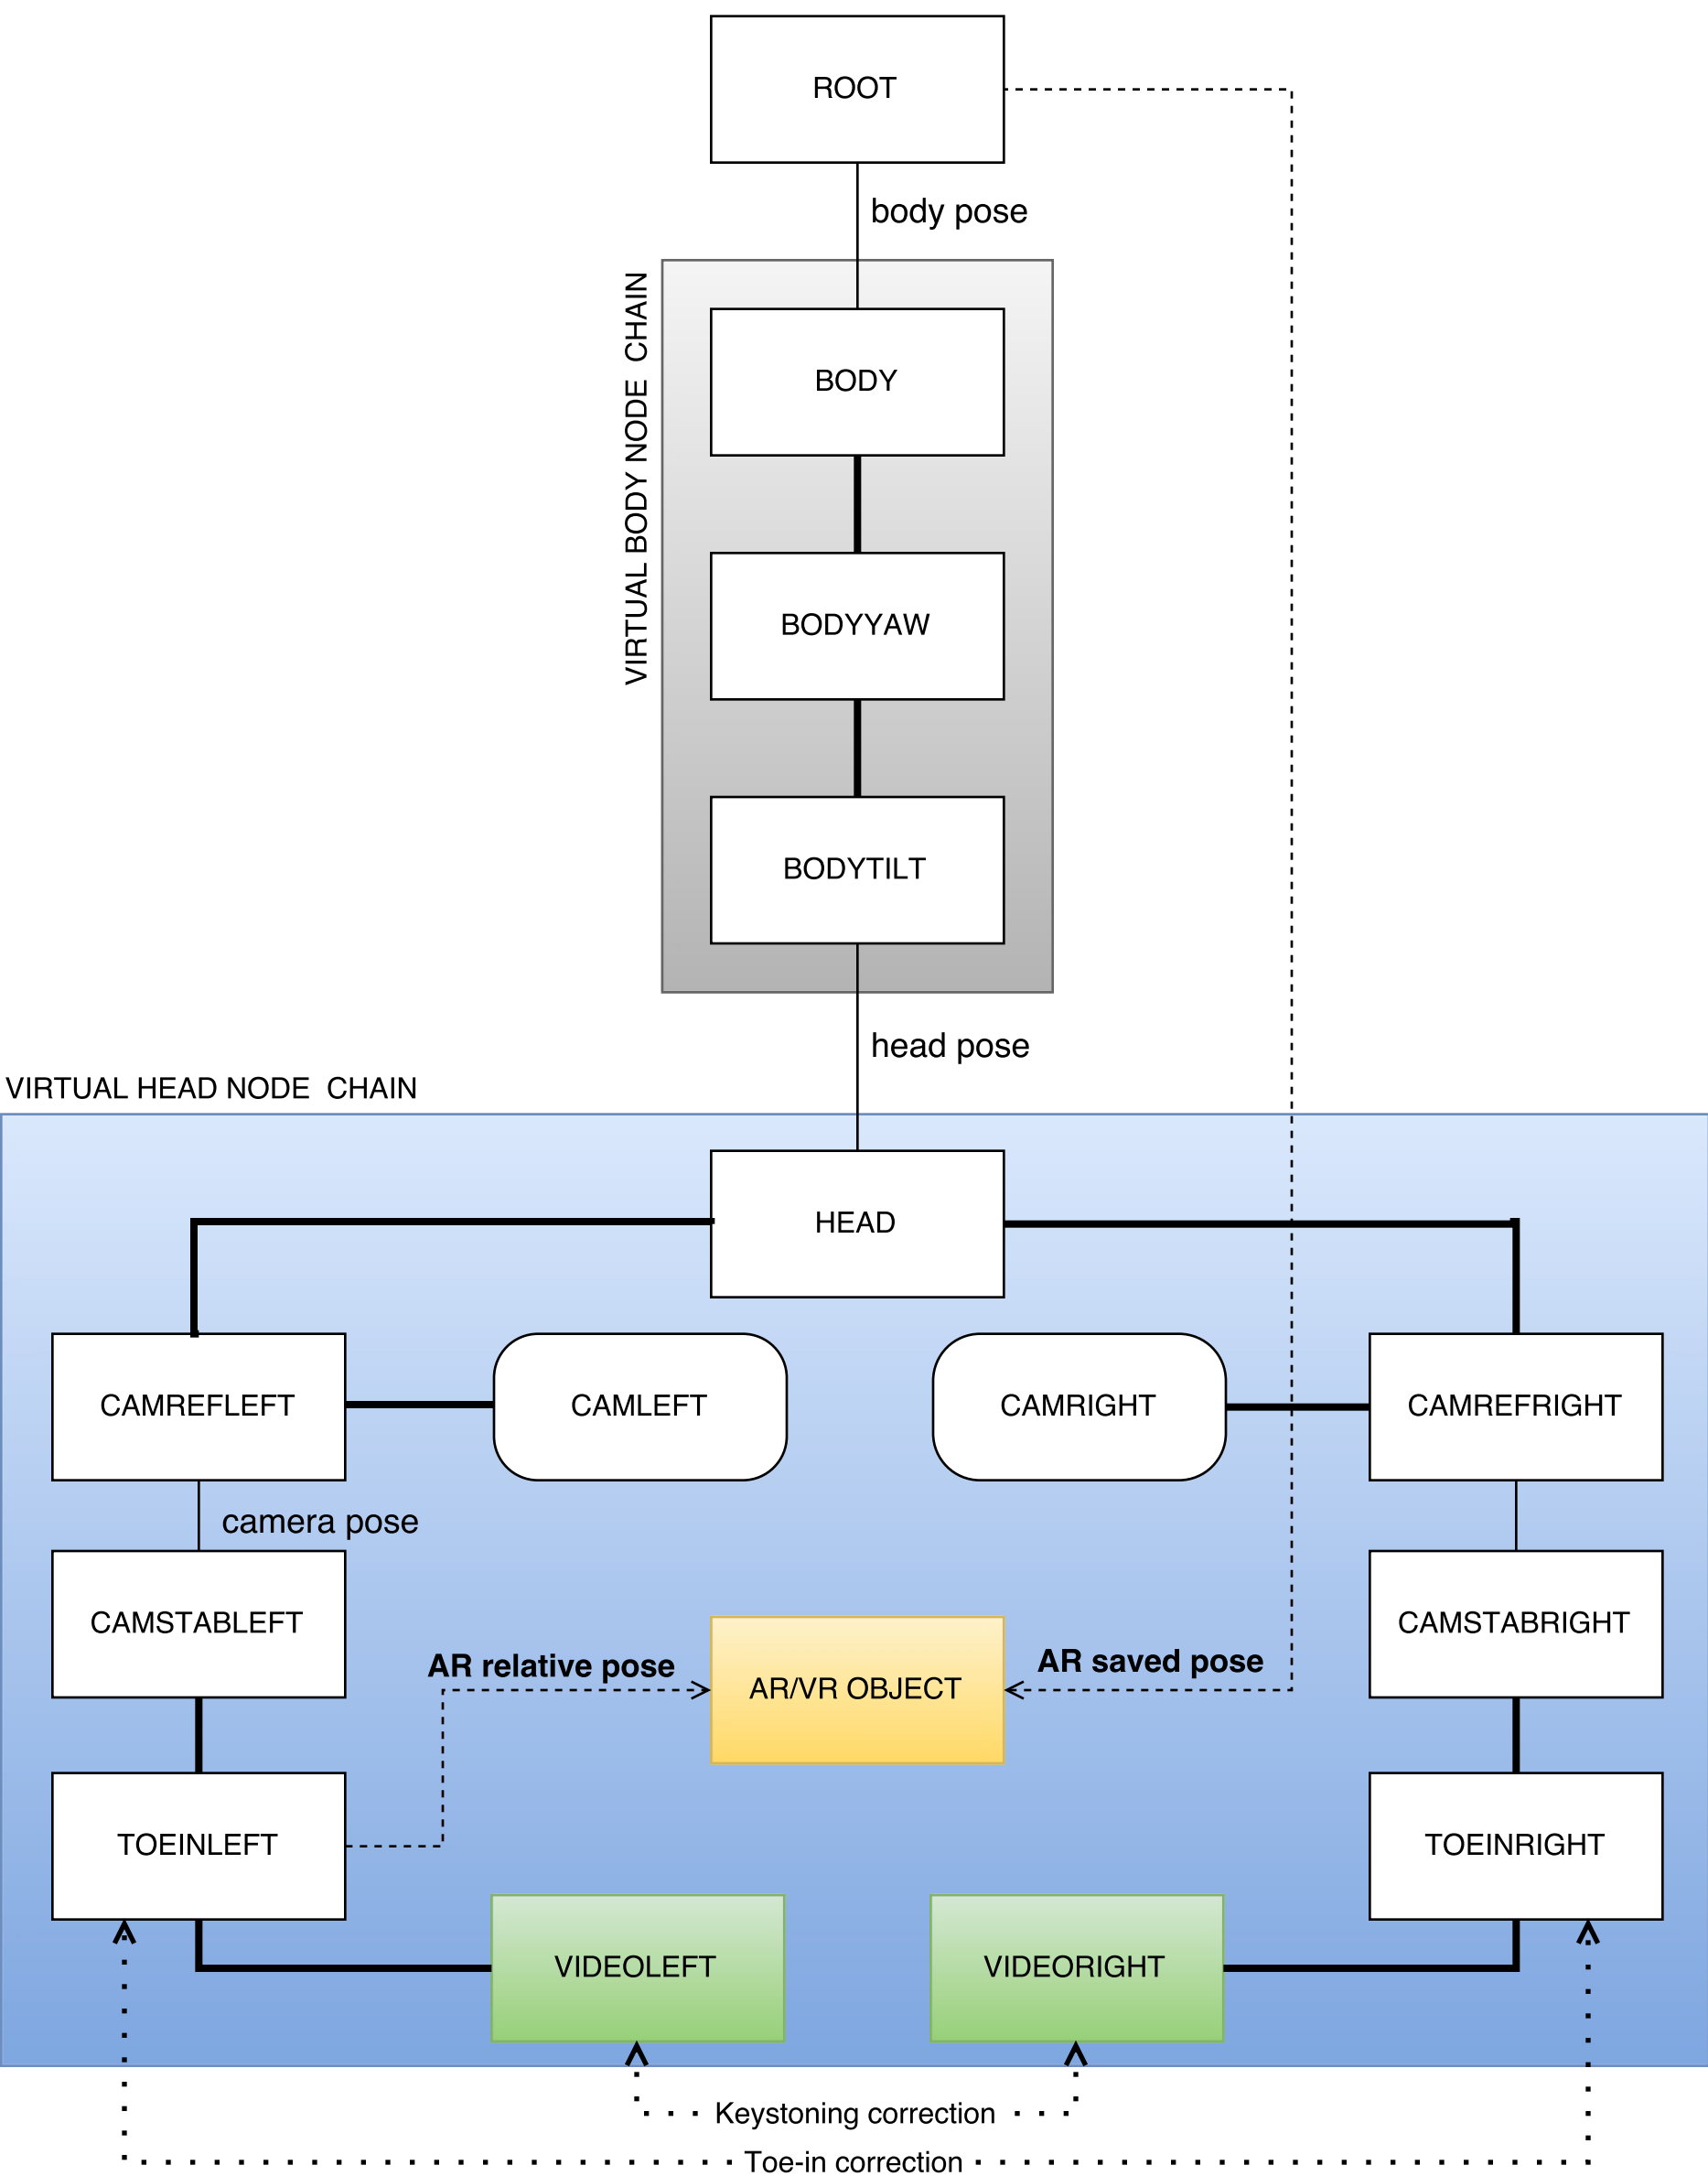 ROOT
body pose
VIRTUAL BODY NODE CHAIN
BODY
BODYYAW
BODYTILT
head pose
VIRTUAL HEAD NODE CHAIN
HEAD
CAMREFLEFT
CAMLEFT
CAMRIGHT
CAMREFRIGHT
camera pose
CAMSTABLEFT
CAMSTABRIGHT
AR relative pose
AR/VR OBJECT
AR saved pose
TOEINLEFT
TOEINRIGHT
VIDEOLEFT
VIDEORIGHT
Keystoning correction
Toe-in correction